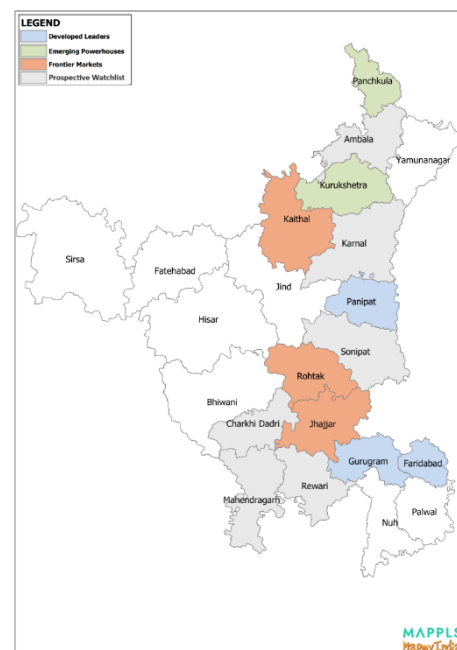 LEGEND
Developed Leaders
Emerging Powerhouses
Frontier Markets
Prospective Watchlist
Panchkula
Ambala
Yamunanagar
Kurukshetra
Kaithal
Karnal
Sirsa
Fatehabad
Jind
Hisar
Panipat
Sonipat
Rohtak
Bhiwani
Charkhi Dadri
Jhajjar
Gurugram
Faridabad
Rewari
Mahendragarh
Nuh
Palwal
MAPPLS
MapmyIndia